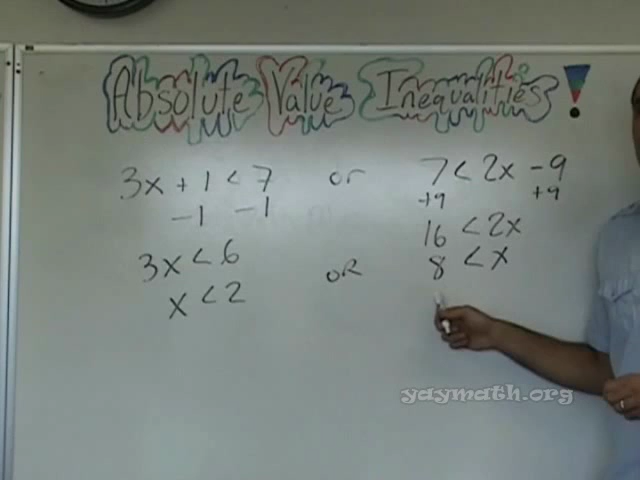 Absolute Value Inequalities!
3x + 1 < 7 or 7 < 2x - 9
-1 -1 +9 +9
3x < 6 16 < 2x
x < 2 oR 8 < x
yaymath.org